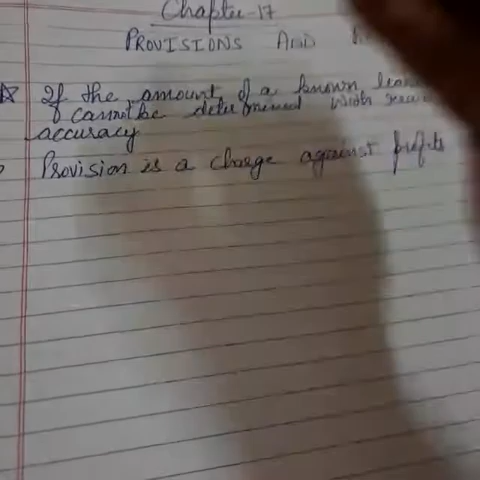 Chapter-17
PROVISIONS AND
If the amount of a known
cannot be determined with
accuracy
Provision is a charge against profits